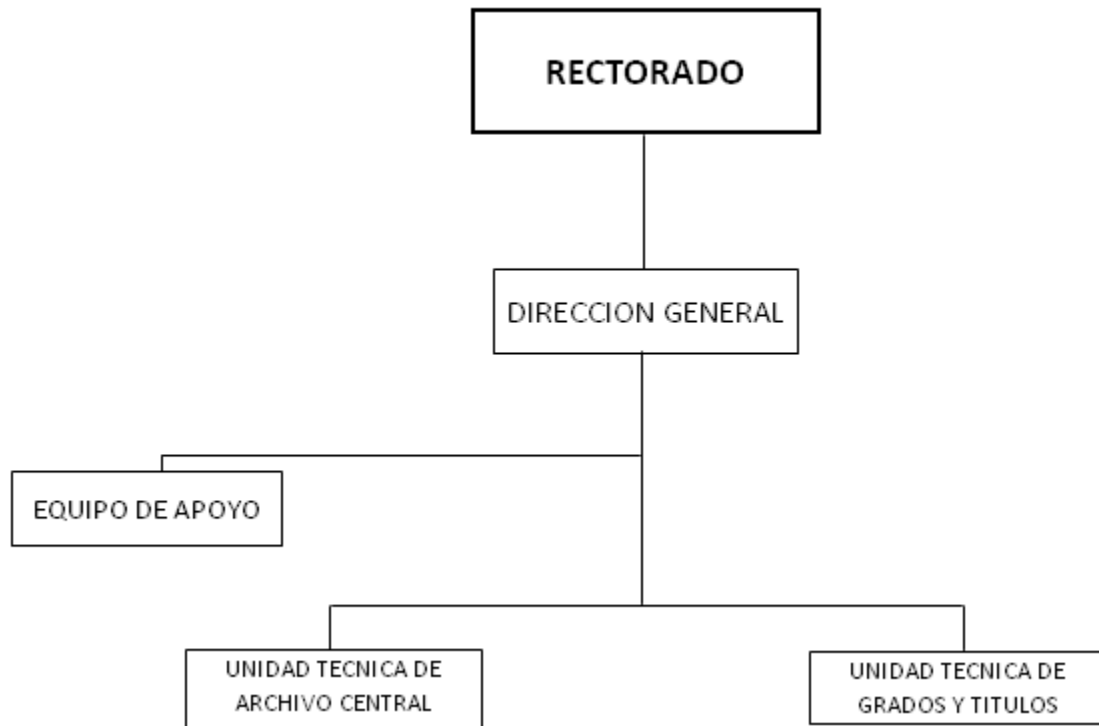 RECTORADO
DIRECCION GENERAL
EQUIPO DE APOYO
UNIDAD TECNICA DE
ARCHIVO CENTRAL
UNIDAD TECNICA DE
GRADOS Y TITULOS